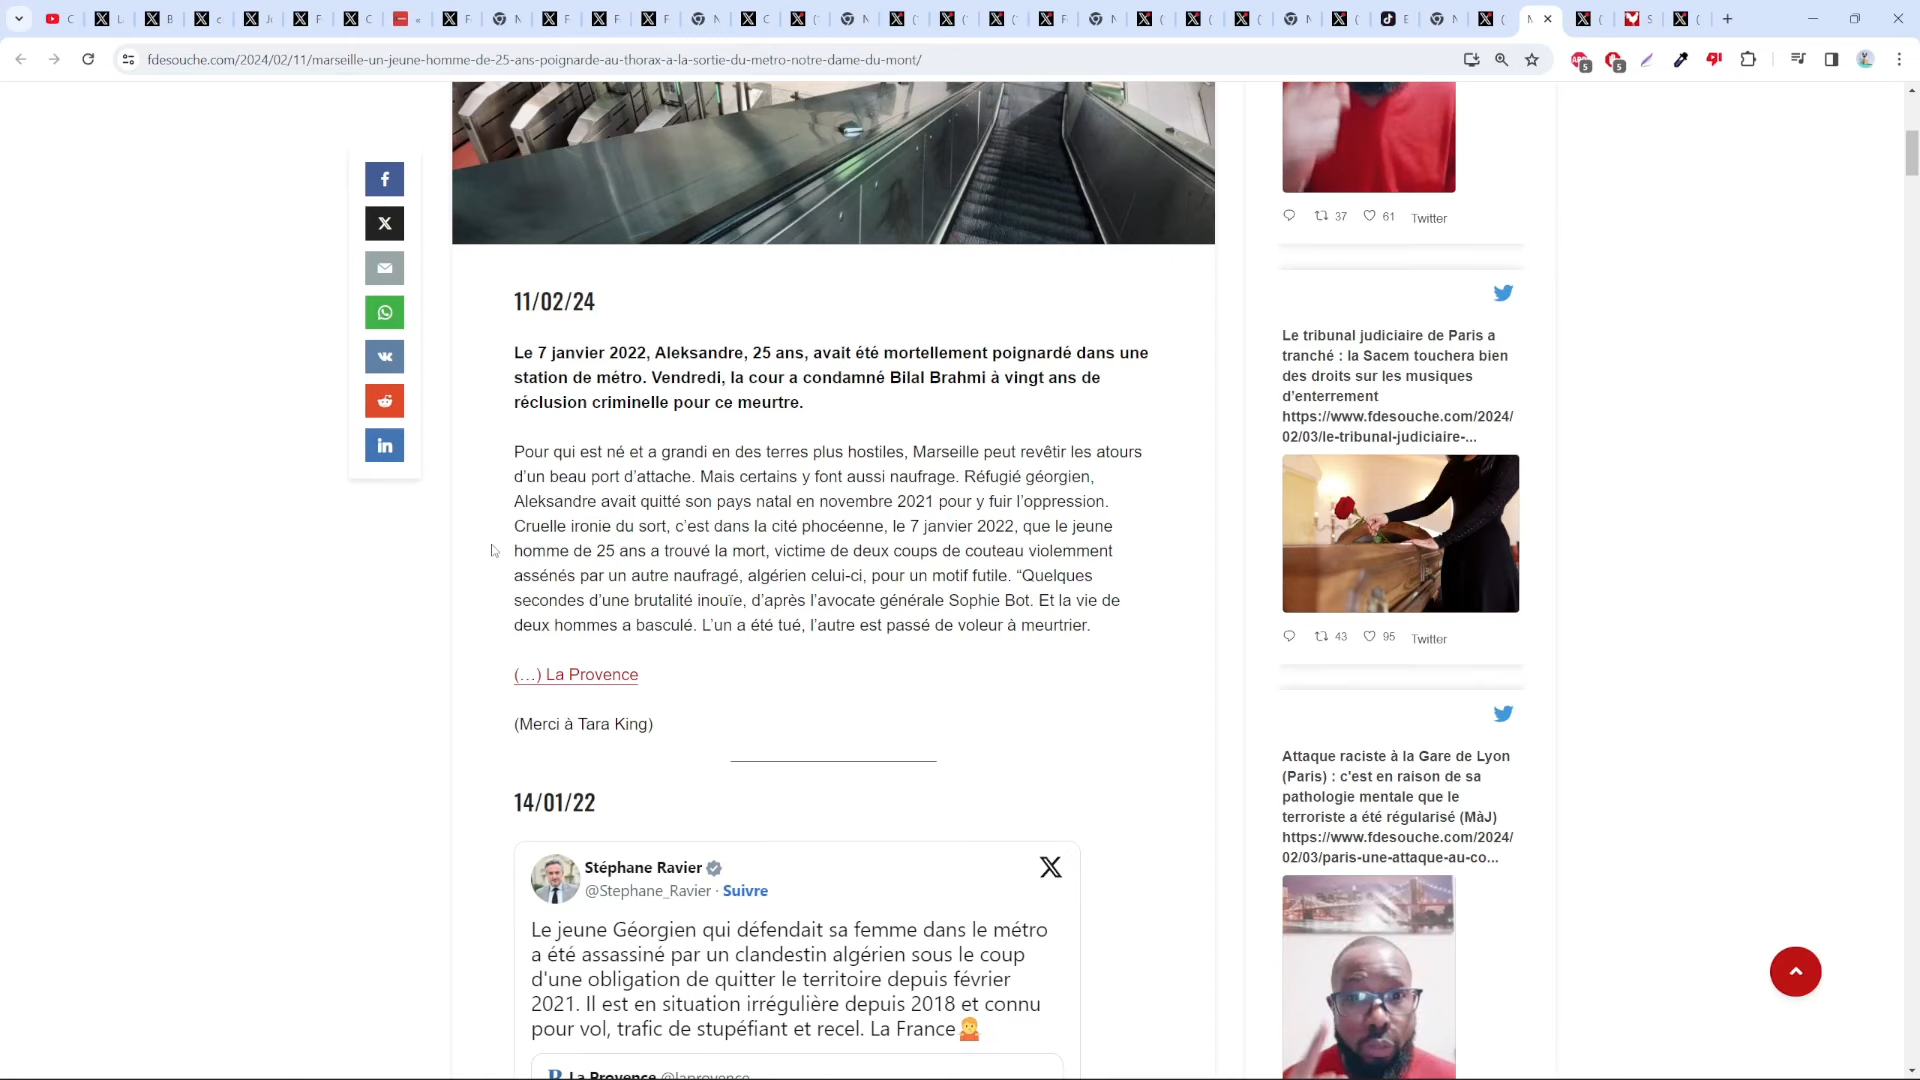 fdesouche.com/2024/02/11/marseille-un-jeune-homme-de-25-ans-poignarde-au-thorax-a-la-sortie-du-metro-notre-dame-du-mont/
5
5
11/02/24
Le 7 janvier 2022, Aleksandre, 25 ans, avait été mortellement poignardé dans une
station de métro. Vendredi, la cour a condamné Bilal Brahmi à vingt ans de
réclusion criminelle pour ce meurtre.
Pour qui est né et a grandi en des terres plus hostiles, Marseille peut revêtir les atours
d’un beau port d’attache. Mais certains y font aussi naufrage. Réfugié géorgien,
Aleksandre avait quitté son pays natal en novembre 2021 pour y fuir l’oppression.
Cruelle ironie du sort, c’est dans la cité phocéenne, le 7 janvier 2022, que le jeune
homme de 25 ans a trouvé la mort, victime de deux coups de couteau violemment
assénés par un autre naufragé, algérien celui-ci, pour un motif futile. “Quelques
secondes d’une brutalité inouïe, d’après l’avocate générale Sophie Bot. Et la vie de
deux hommes a basculé. L’un a été tué, l’autre est passé de voleur à meurtrier.
(…) La Provence
(Merci à Tara King)
14/01/22
Stéphane Ravier
@Stephane_Ravier · Suivre
Le jeune Géorgien qui défendait sa femme dans le métro
a été assassiné par un clandestin algérien sous le coup
d'une obligation de quitter le territoire depuis février
2021. Il est en situation irrégulière depuis 2018 et connu
pour vol, trafic de stupéfiant et recel. La France
La Provence @laprovence
37 61 Twitter
Le tribunal judiciaire de Paris a
tranché : la Sacem touchera bien
des droits sur les musiques
d’enterrement
https://www.fdesouche.com/2024/
02/03/le-tribunal-judiciaire-...
43 95 Twitter
Attaque raciste à la Gare de Lyon
(Paris) : c'est en raison de sa
pathologie mentale que le
terroriste a été régularisé (MàJ)
https://www.fdesouche.com/2024/
02/03/paris-une-attaque-au-co...